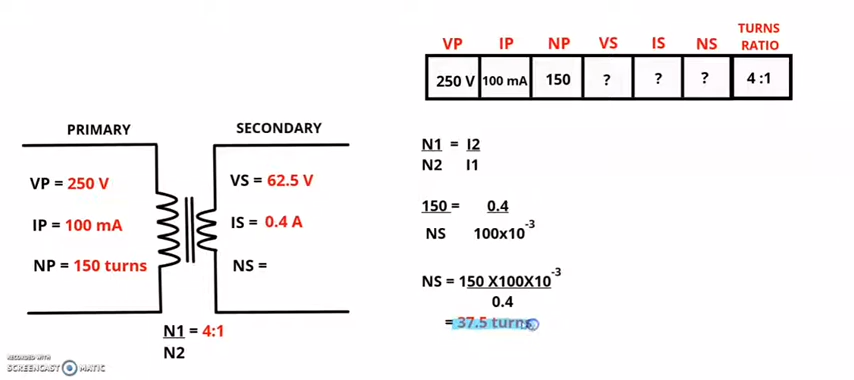 TURNS
VP IP NP VS IS NS RATIO
250 V 100 mA 150 ? ? ? 4 :1
PRIMARY
SECONDARY
VP = 250 V
IP = 100 mA
NP = 150 turns
VS = 62.5 V
IS = 0.4 A
NS =
N1 = 4:1
N2
N1 = I2
N2 I1
150 = 0.4
NS 100x10-3
NS = 150 X100X10-3
0.4
= 37.5 turns
RECORDED WITH
SCREENCAST MATIC